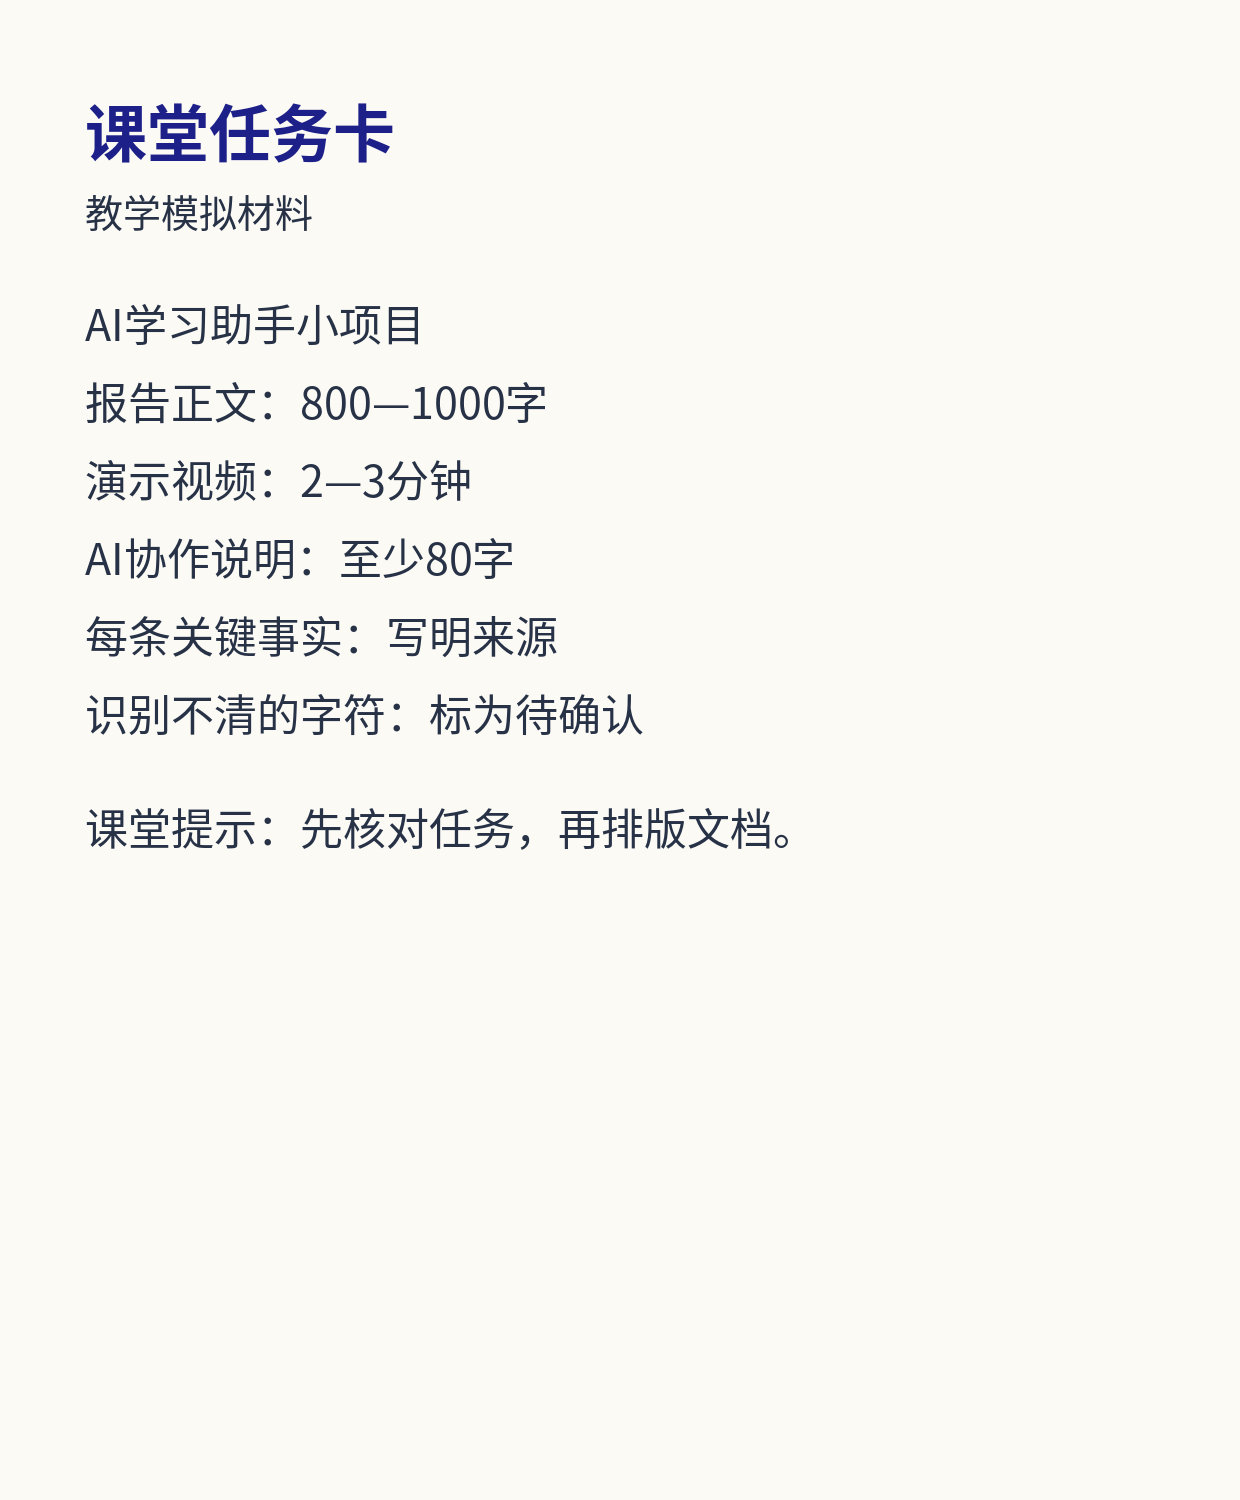 课堂任务卡
教学模拟材料
AI学习助手小项目
报告正文：800—1000字
演示视频：2—3分钟
AI协作说明：至少80字
每条关键事实：写明来源
识别不清的字符：标为待确认
课堂提示：先核对任务，再排版文档。